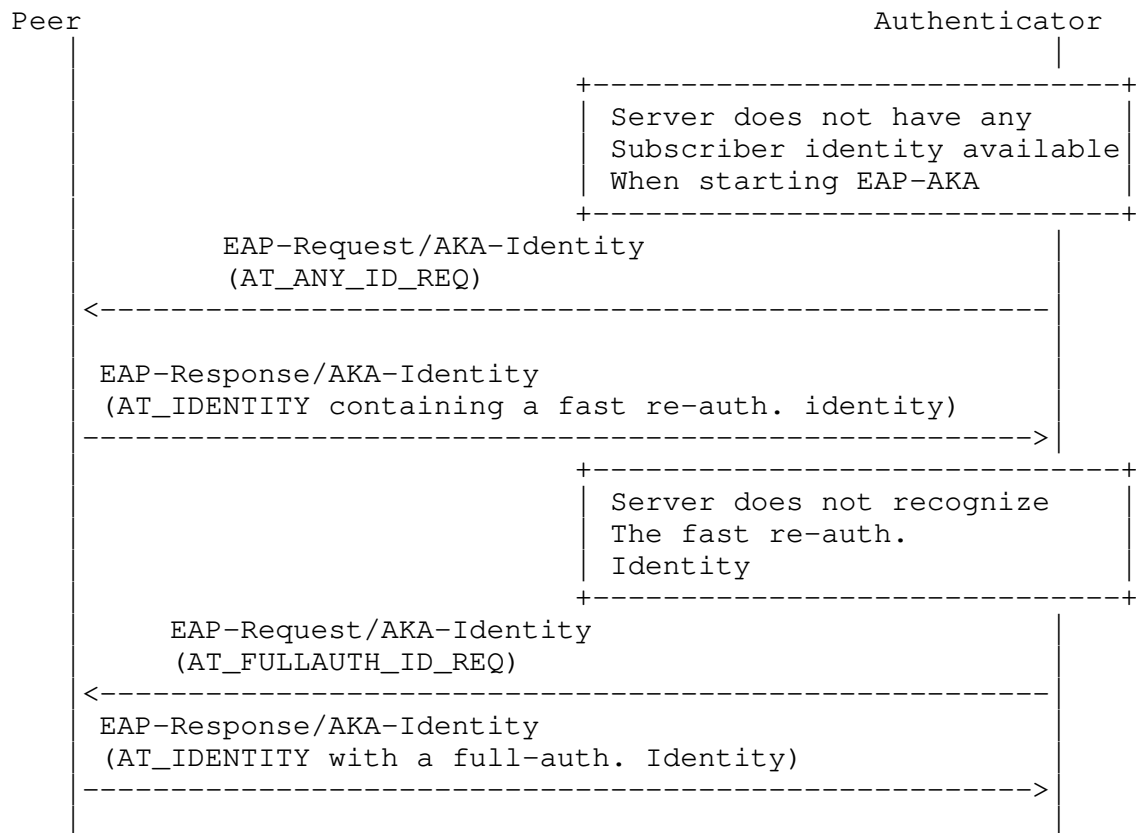 Peer Authenticator
Server does not have any
Subscriber identity available
When starting EAP-AKA
EAP-Request/AKA-Identity
(AT_ANY_ID_REQ)
EAP-Response/AKA-Identity
(AT_IDENTITY containing a fast re-auth. identity)
Server does not recognize
The fast re-auth.
Identity
EAP-Request/AKA-Identity
(AT_FULLAUTH_ID_REQ)
EAP-Response/AKA-Identity
(AT_IDENTITY with a full-auth. Identity)